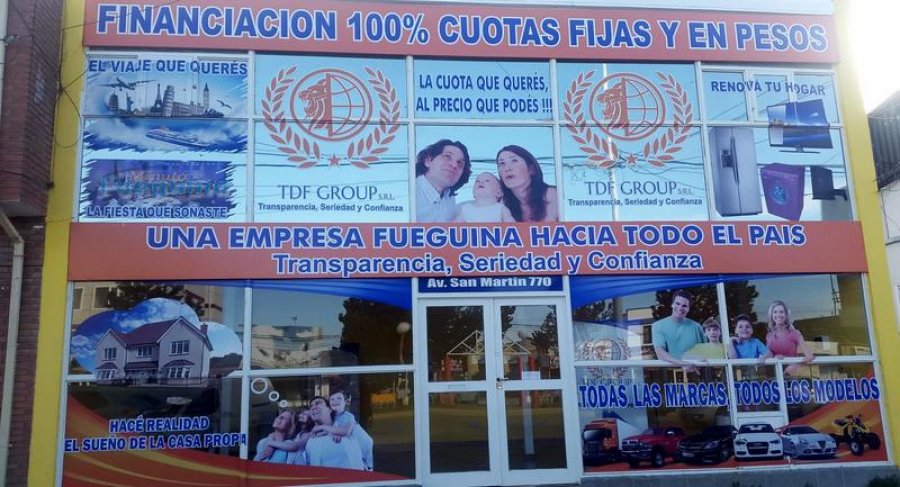 FINANCIACION 100% CUOTAS FIJAS Y EN PESOS
EL VIAJE QUE QUERÉS
LA FIESTA QUE SOÑASTE
TDF GROUP S.R.L.
Transparencia, Seriedad y Confianza
LA CUOTA QUE QUERÉS,
AL PRECIO QUE PODÉS !!!
TDF GROUP S.R.L.
Transparencia, Seriedad y Confianza
RENOVÁ TU HOGAR
UNA EMPRESA FUEGUINA HACIA TODO EL PAIS
Transparencia, Seriedad y Confianza
Av. San Martín 770
HACÉ REALIDAD
EL SUEÑO DE LA CASA PROPIA
TDF GROUP
TODAS LAS MARCAS TODOS LOS MODELOS